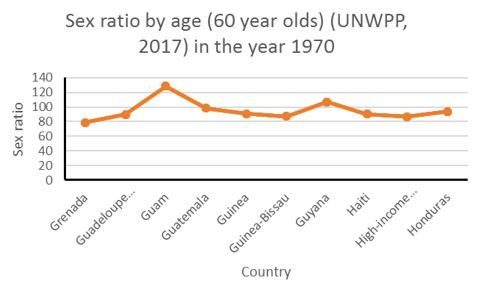 Sex ratio by age (60 year olds) (UNWPP,
2017) in the year 1970
140
120
100
80
60
40
20
0
Sex ratio
Grenada
Guadeloupe...
Guam
Guatemala
Guinea
Guinea-Bissau
Guyana
Haiti
High-income...
Honduras
Country